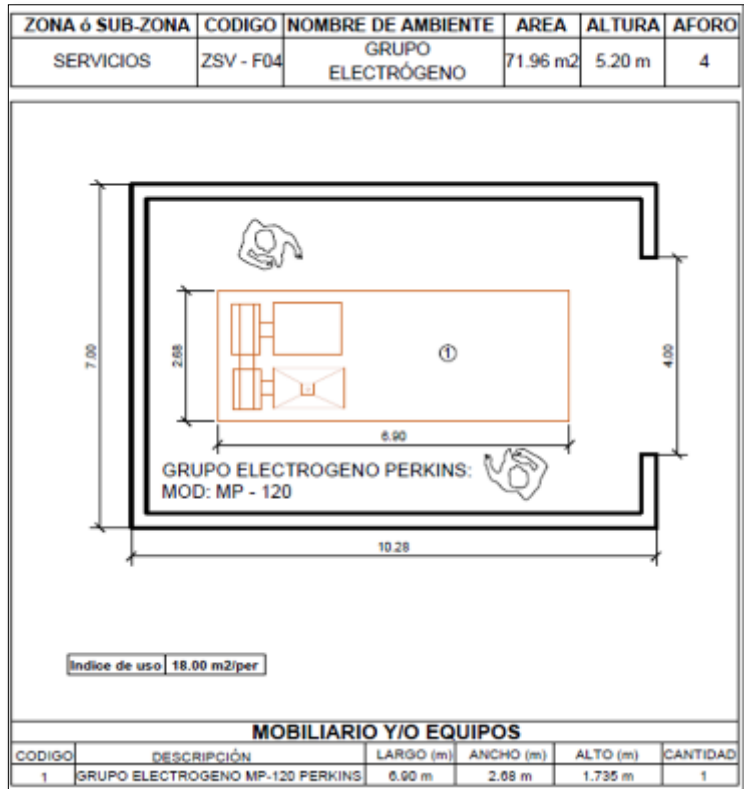 ZONA ó SUB-ZONA CODIGO NOMBRE DE AMBIENTE AREA ALTURA AFORO
SERVICIOS ZSV - F04 GRUPO ELECTRÓGENO 71.96 m2 5.20 m 4
7.00
2.68
1
4.00
6.90
GRUPO ELECTROGENO PERKINS:
MOD: MP - 120
10.28
Indice de uso 18.00 m2/per
MOBILIARIO Y/O EQUIPOS
CODIGO DESCRIPCIÓN LARGO (m) ANCHO (m) ALTO (m) CANTIDAD
1 GRUPO ELECTROGENO MP-120 PERKINS 6.90 m 2.68 m 1.735 m 1